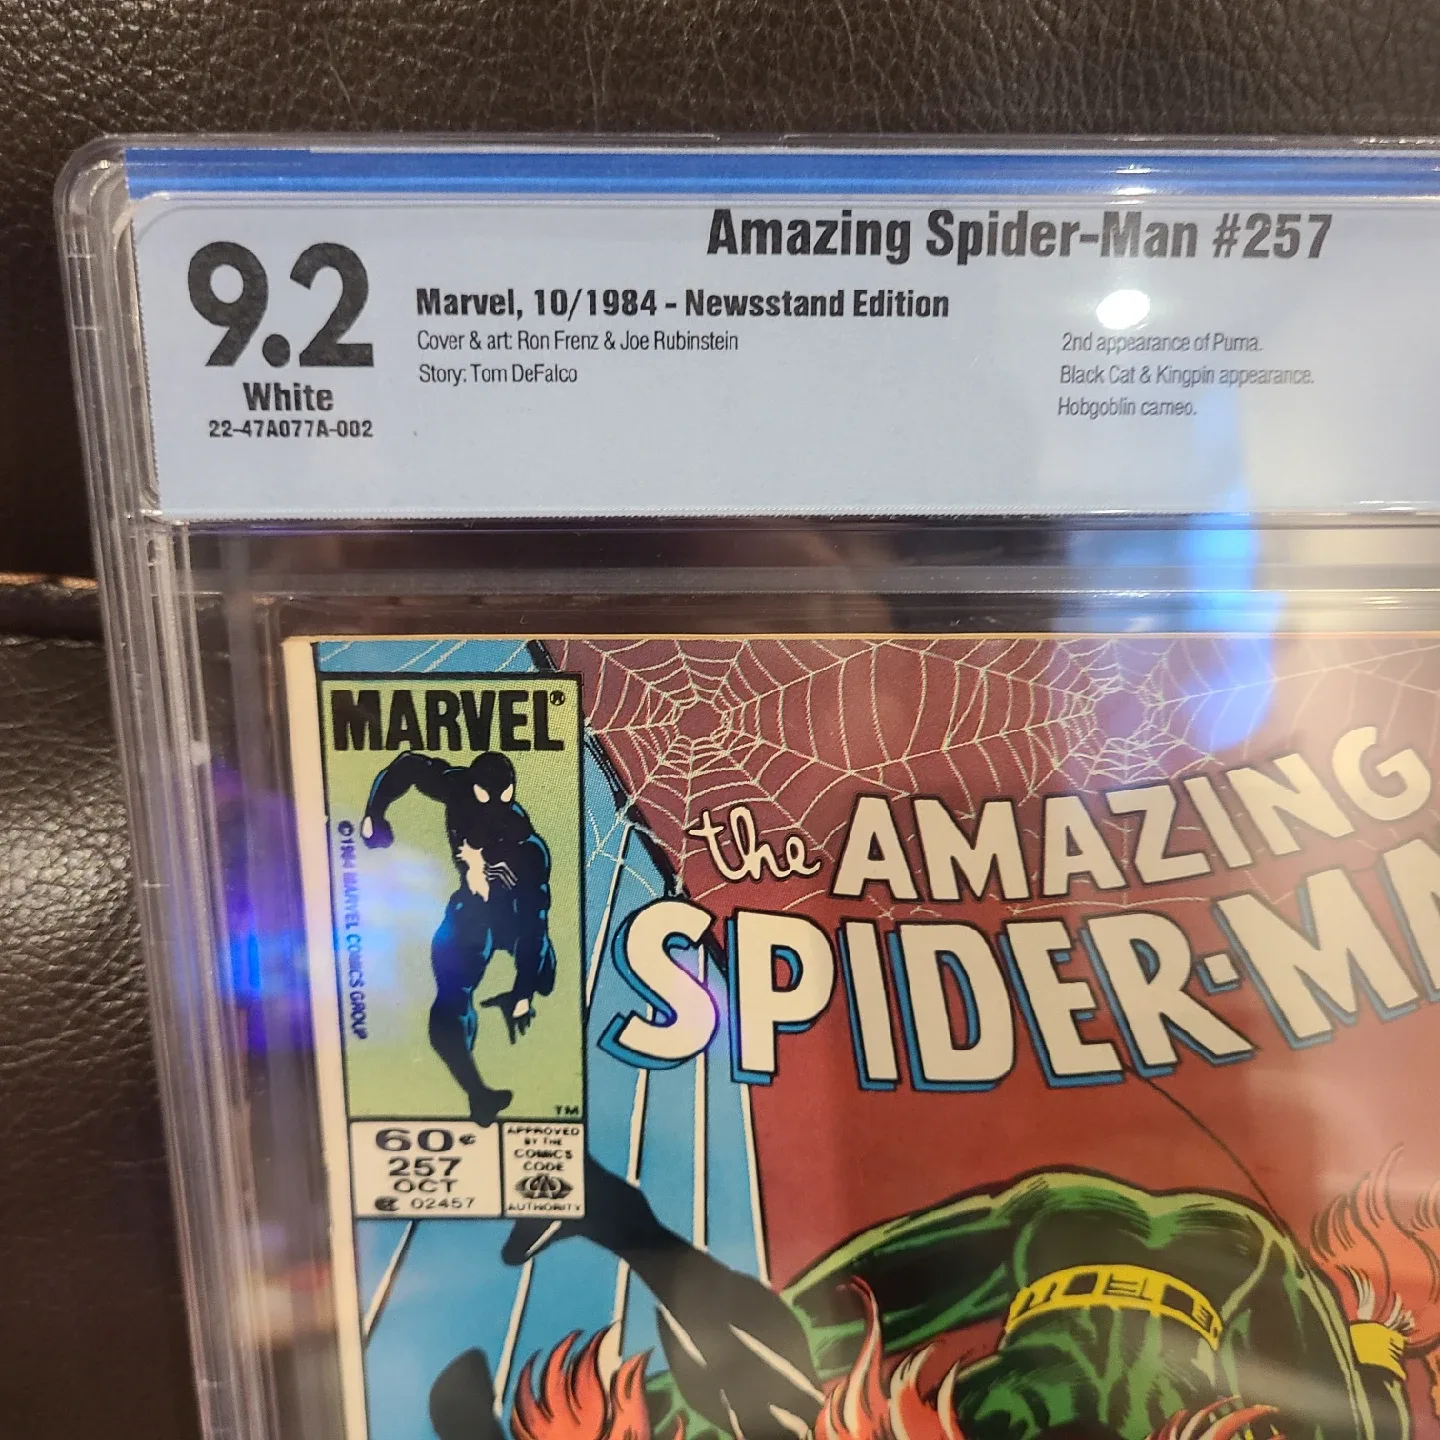 Amazing Spider-Man #257
9.2
White
22-47A077A-002
Marvel, 10/1984 - Newsstand Edition
Cover & art: Ron Frenz & Joe Rubinstein
Story: Tom DeFalco
2nd appearance of Puma.
Black Cat & Kingpin appearance.
Hobgoblin cameo.
MARVEL®
©1984 MARVEL COMICS GROUP
TM
60¢
257
OCT
02457
APPROVED
BY THE
COMICS
CODE
AUTHORITY
the AMAZING
SPIDER-MA